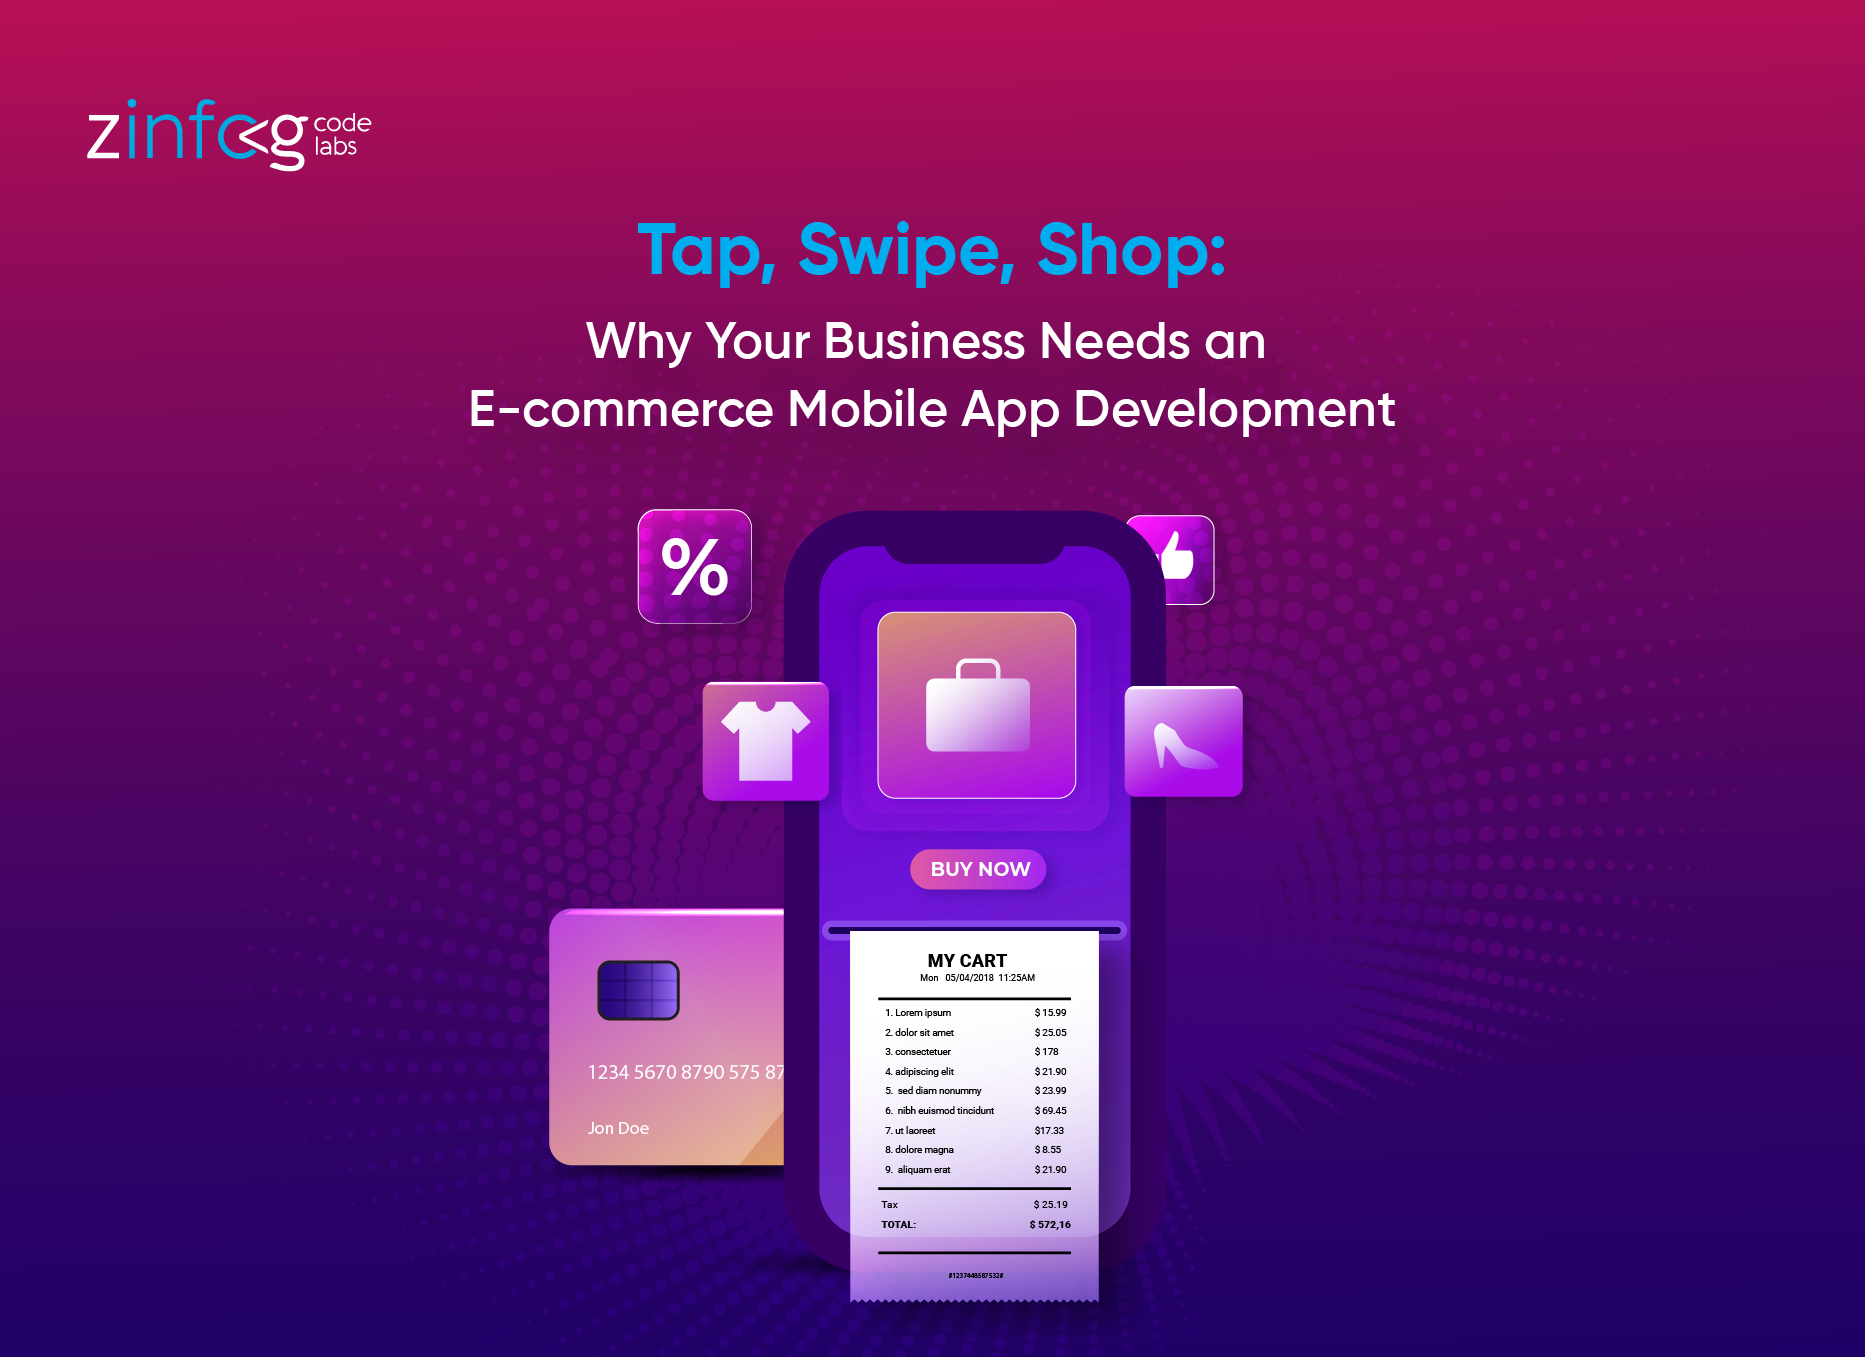 zinfog code
labs
Tap, Swipe, Shop:
Why Your Business Needs an
E-commerce Mobile App Development
%
BUY NOW
MY CART
Mon 05/04/2018 11:25AM
1. Lorem ipsum $ 15.99
2. dolor sit amet $ 25.05
3. consectetuer $ 178
4. adipiscing elit $ 21.90
5. sed diam nonummy $ 23.99
6. nibh euismod tincidunt $ 69.45
7. ut laoreet $17.33
8. dolore magna $ 8.55
9. aliquam erat $ 21.90
Tax $ 25.19
TOTAL: $ 572,16
#1237448587532#
1234 5670 8790 575 87
Jon Doe